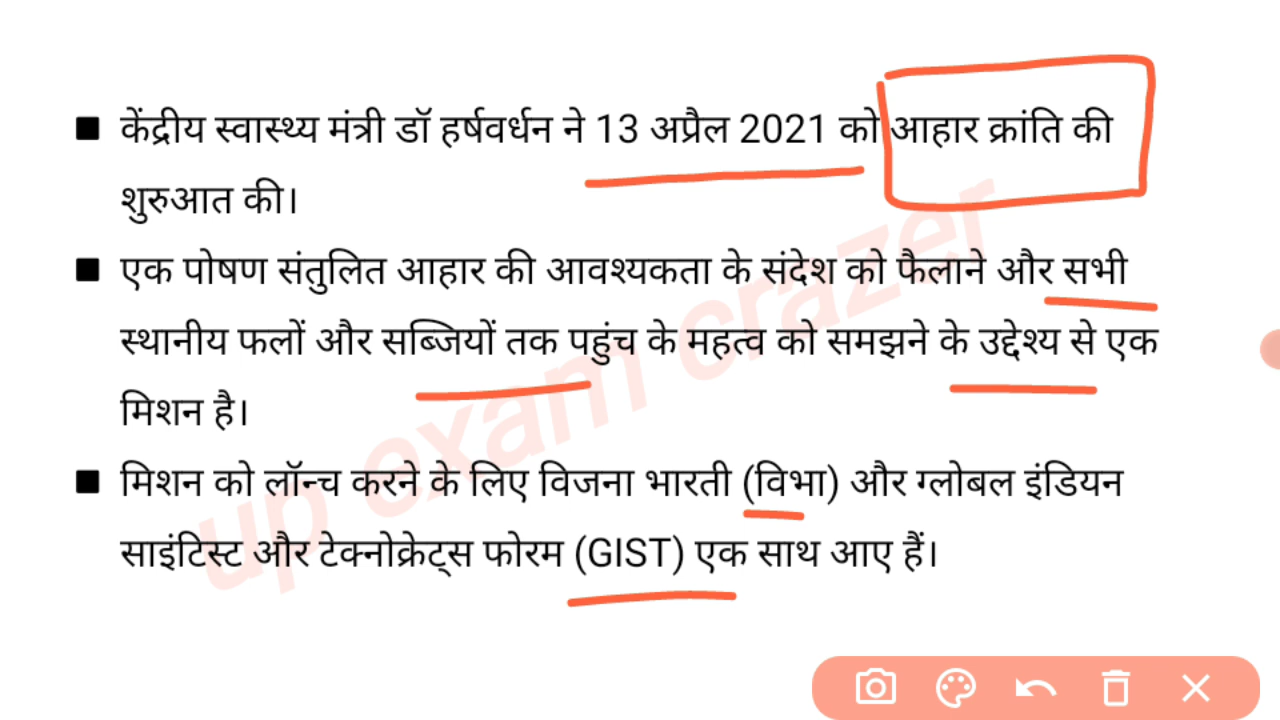 ■ केंद्रीय स्वास्थ्य मंत्री डॉ हर्षवर्धन ने 13 अप्रैल 2021 को आहार क्रांति की
शुरुआत की।
■ एक पोषण संतुलित आहार की आवश्यकता के संदेश को फैलाने और सभी
स्थानीय फलों और सब्जियों तक पहुंच के महत्व को समझने के उद्देश्य से एक
मिशन है।
■ मिशन को लॉन्च करने के लिए विजना भारती (विभा) और ग्लोबल इंडियन
साइंटिस्ट और टेक्नोक्रेट्स फोरम (GIST) एक साथ आए हैं।
up exam crazer